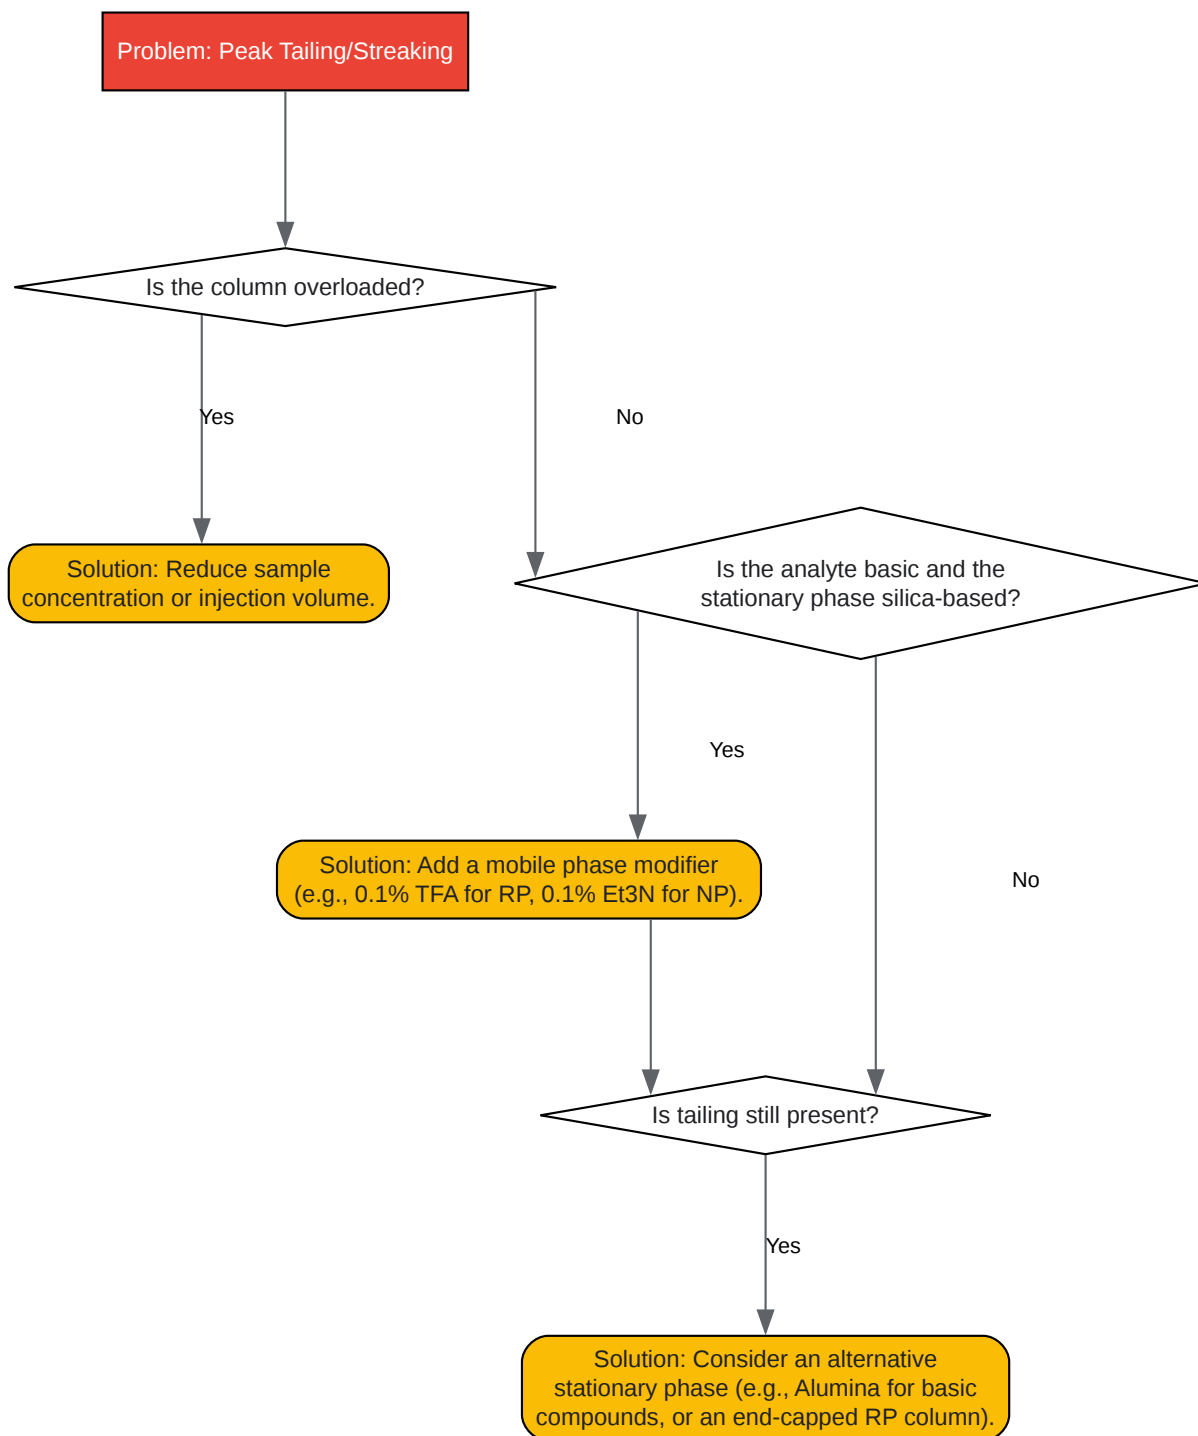 Problem: Peak Tailing/Streaking
Is the column overloaded?
Yes
No
Solution: Reduce sample
concentration or injection volume.
Is the analyte basic and the
stationary phase silica-based?
Yes
Solution: Add a mobile phase modifier
(e.g., 0.1% TFA for RP, 0.1% Et3N for NP).
No
Is tailing still present?
Yes
Solution: Consider an alternative
stationary phase (e.g., Alumina for basic
compounds, or an end-capped RP column).